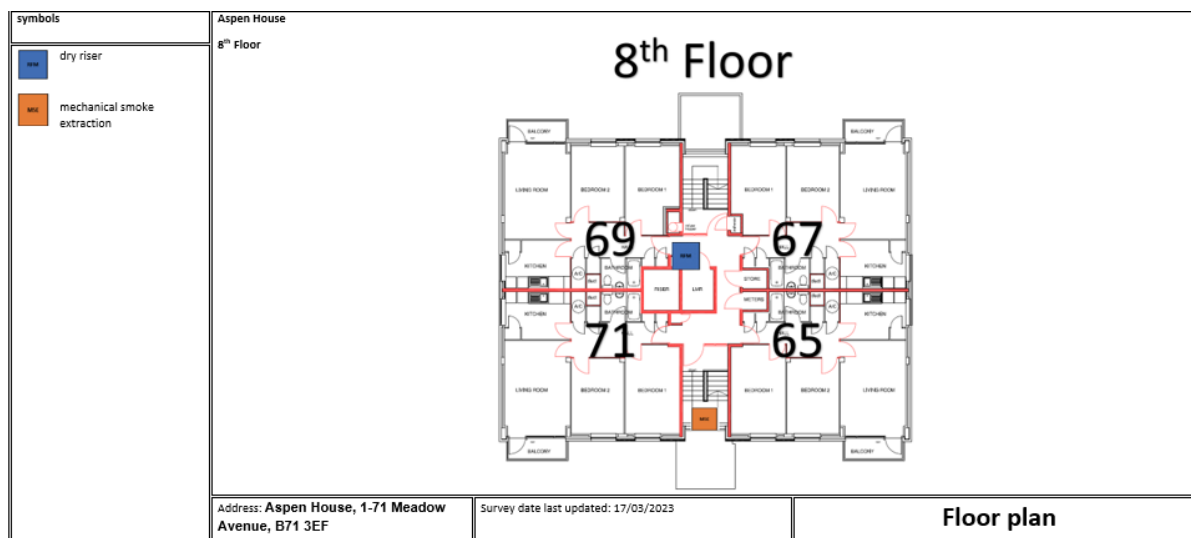 symbols
dry riser
mechanical smoke
extraction
Aspen House
8th Floor
8th Floor
BALCONY
BALCONY
LIVING ROOM
BEDROOM 2
BEDROOM 1
BEDROOM 1
BEDROOM 2
LIVING ROOM
69
67
KITCHEN
BATHROOM
BATHROOM
KITCHEN
A/C
A/C
RISER
LMR
STORE
METERS
KITCHEN
BATHROOM
BATHROOM
KITCHEN
A/C
A/C
71
65
LIVING ROOM
BEDROOM 2
BEDROOM 1
BEDROOM 1
BEDROOM 2
LIVING ROOM
MSE
BALCONY
BALCONY
Address: Aspen House, 1-71 Meadow
Avenue, B71 3EF
Survey date last updated: 17/03/2023
Floor plan